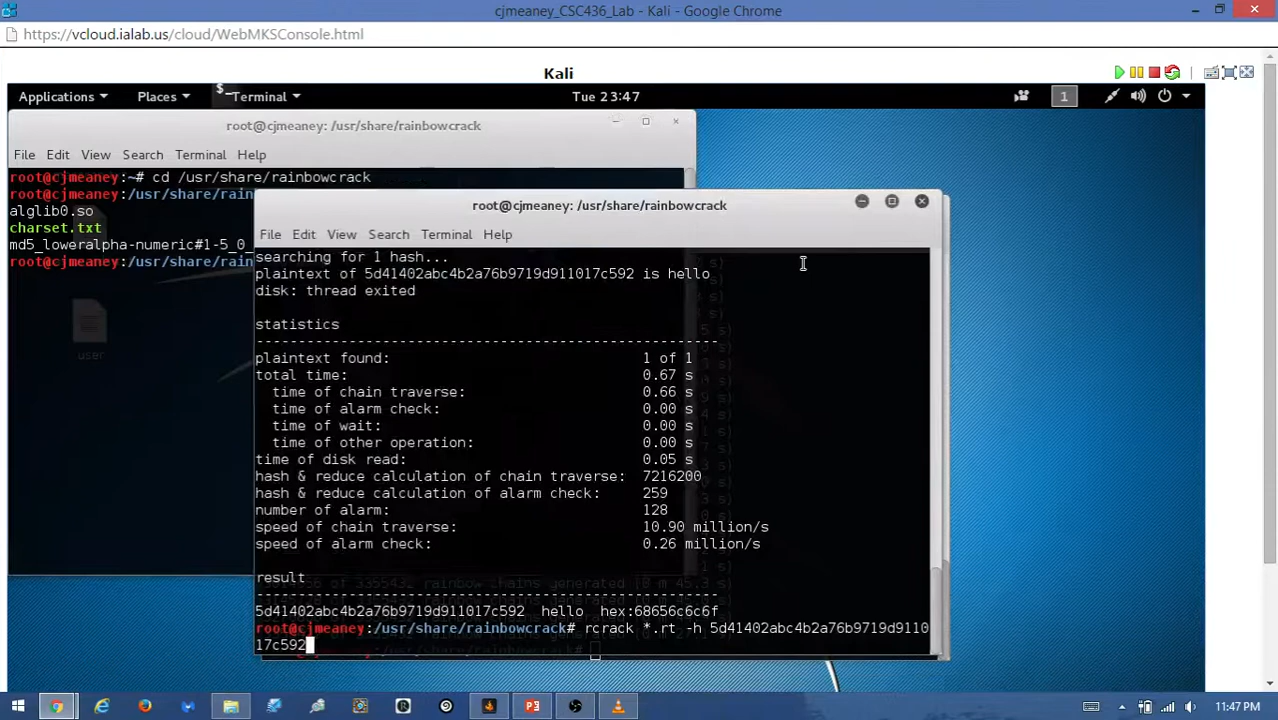 cjmeaney_CSC436_Lab - Kali - Google Chrome
https://vcloud.ialab.us/cloud/WebMKSConsole.html
Kali
Applications Places Terminal Tue 23:47 1
root@cjmeaney: /usr/share/rainbowcrack
File Edit View Search Terminal Help
root@cjmeaney:~# cd /usr/share/rainbowcrack
root@cjmeaney:/usr/share/rain
alglib0.so
charset.txt
md5_loweralpha-numeric#1-5_0_
root@cjmeaney:/usr/share/rain
user
root@cjmeaney: /usr/share/rainbowcrack
File Edit View Search Terminal Help
searching for 1 hash...
plaintext of 5d41402abc4b2a76b9719d911017c592 is hello
disk: thread exited
statistics
-------------------------------------------------------
plaintext found: 1 of 1
total time: 0.67 s
time of chain traverse: 0.66 s
time of alarm check: 0.00 s
time of wait: 0.00 s
time of other operation: 0.00 s
time of disk read: 0.05 s
hash & reduce calculation of chain traverse: 7216200
hash & reduce calculation of alarm check: 259
number of alarm: 128
speed of chain traverse: 10.90 million/s
speed of alarm check: 0.26 million/s
result
-------------------------------------------------------
5d41402abc4b2a76b9719d911017c592 hello hex:68656c6c6f
root@cjmeaney:/usr/share/rainbowcrack# rcrack *.rt -h 5d41402abc4b2a76b9719d9110
17c592
11:47 PM